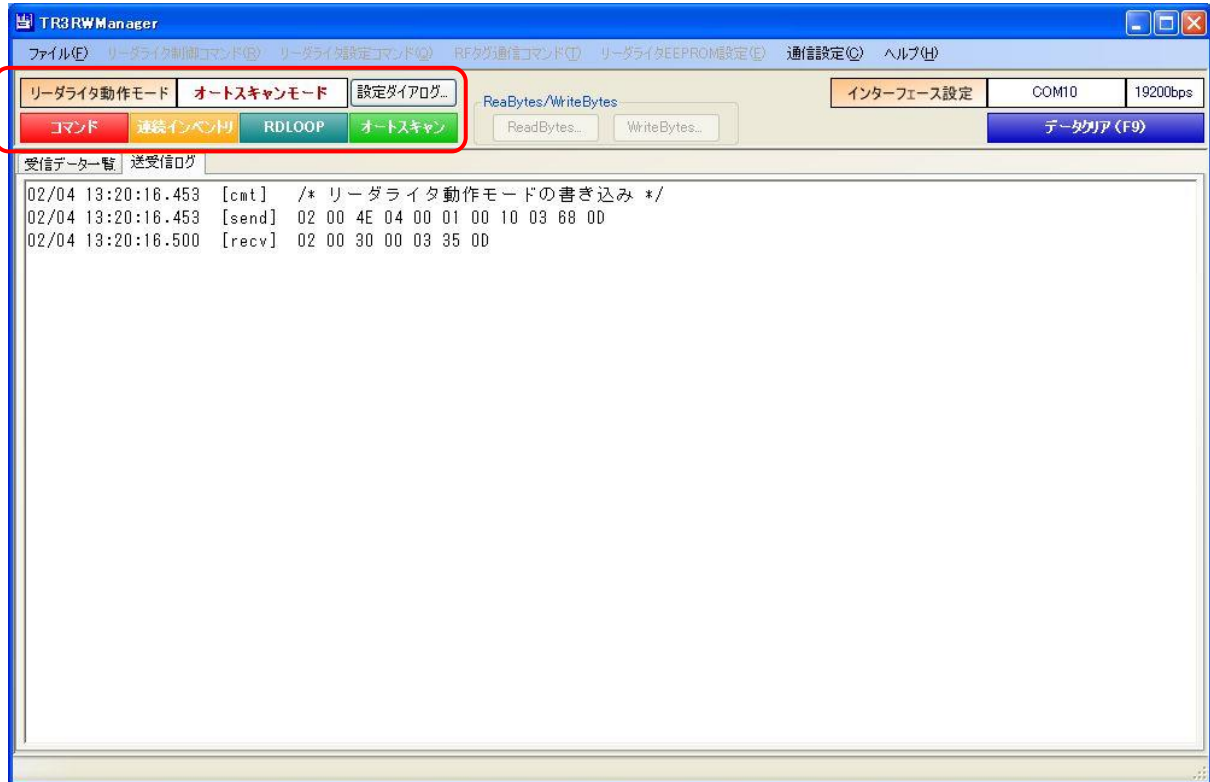 TR3RWManager
ファイル(F) リーダライタ制御コマンド(R) リーダライタ設定コマンド(Q) RFタグ通信コマンド(T) リーダライタEEPROM設定(E) 通信設定(C) ヘルプ(H)
リーダライタ動作モード オートスキャンモード 設定ダイアログ... ReaBytes/WriteBytes インターフェース設定 COM10 19200bps
コマンド 連続インベントリ RDLOOP オートスキャン ReadBytes... WriteBytes... データクリア(F9)
受信データ一覧 送受信ログ
02/04 13:20:16.453 [cmt] /* リーダライタ動作モードの書き込み */
02/04 13:20:16.453 [send] 02 00 4E 04 00 01 00 10 03 68 0D
02/04 13:20:16.500 [recv] 02 00 30 00 03 35 0D